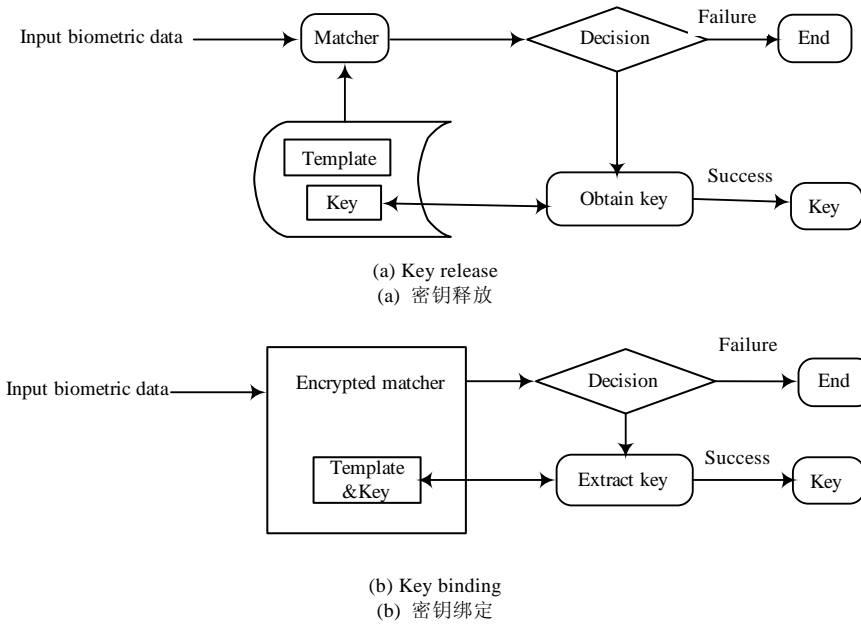 Failure
Input biometric data
Matcher
Decision
End
Template
Key
Obtain key
Success
Key
(a) Key release
(a) 密钥释放
Failure
Input biometric data
Encrypted matcher
Decision
End
Template
&Key
Extract key
Success
Key
(b) Key binding
(b) 密钥绑定